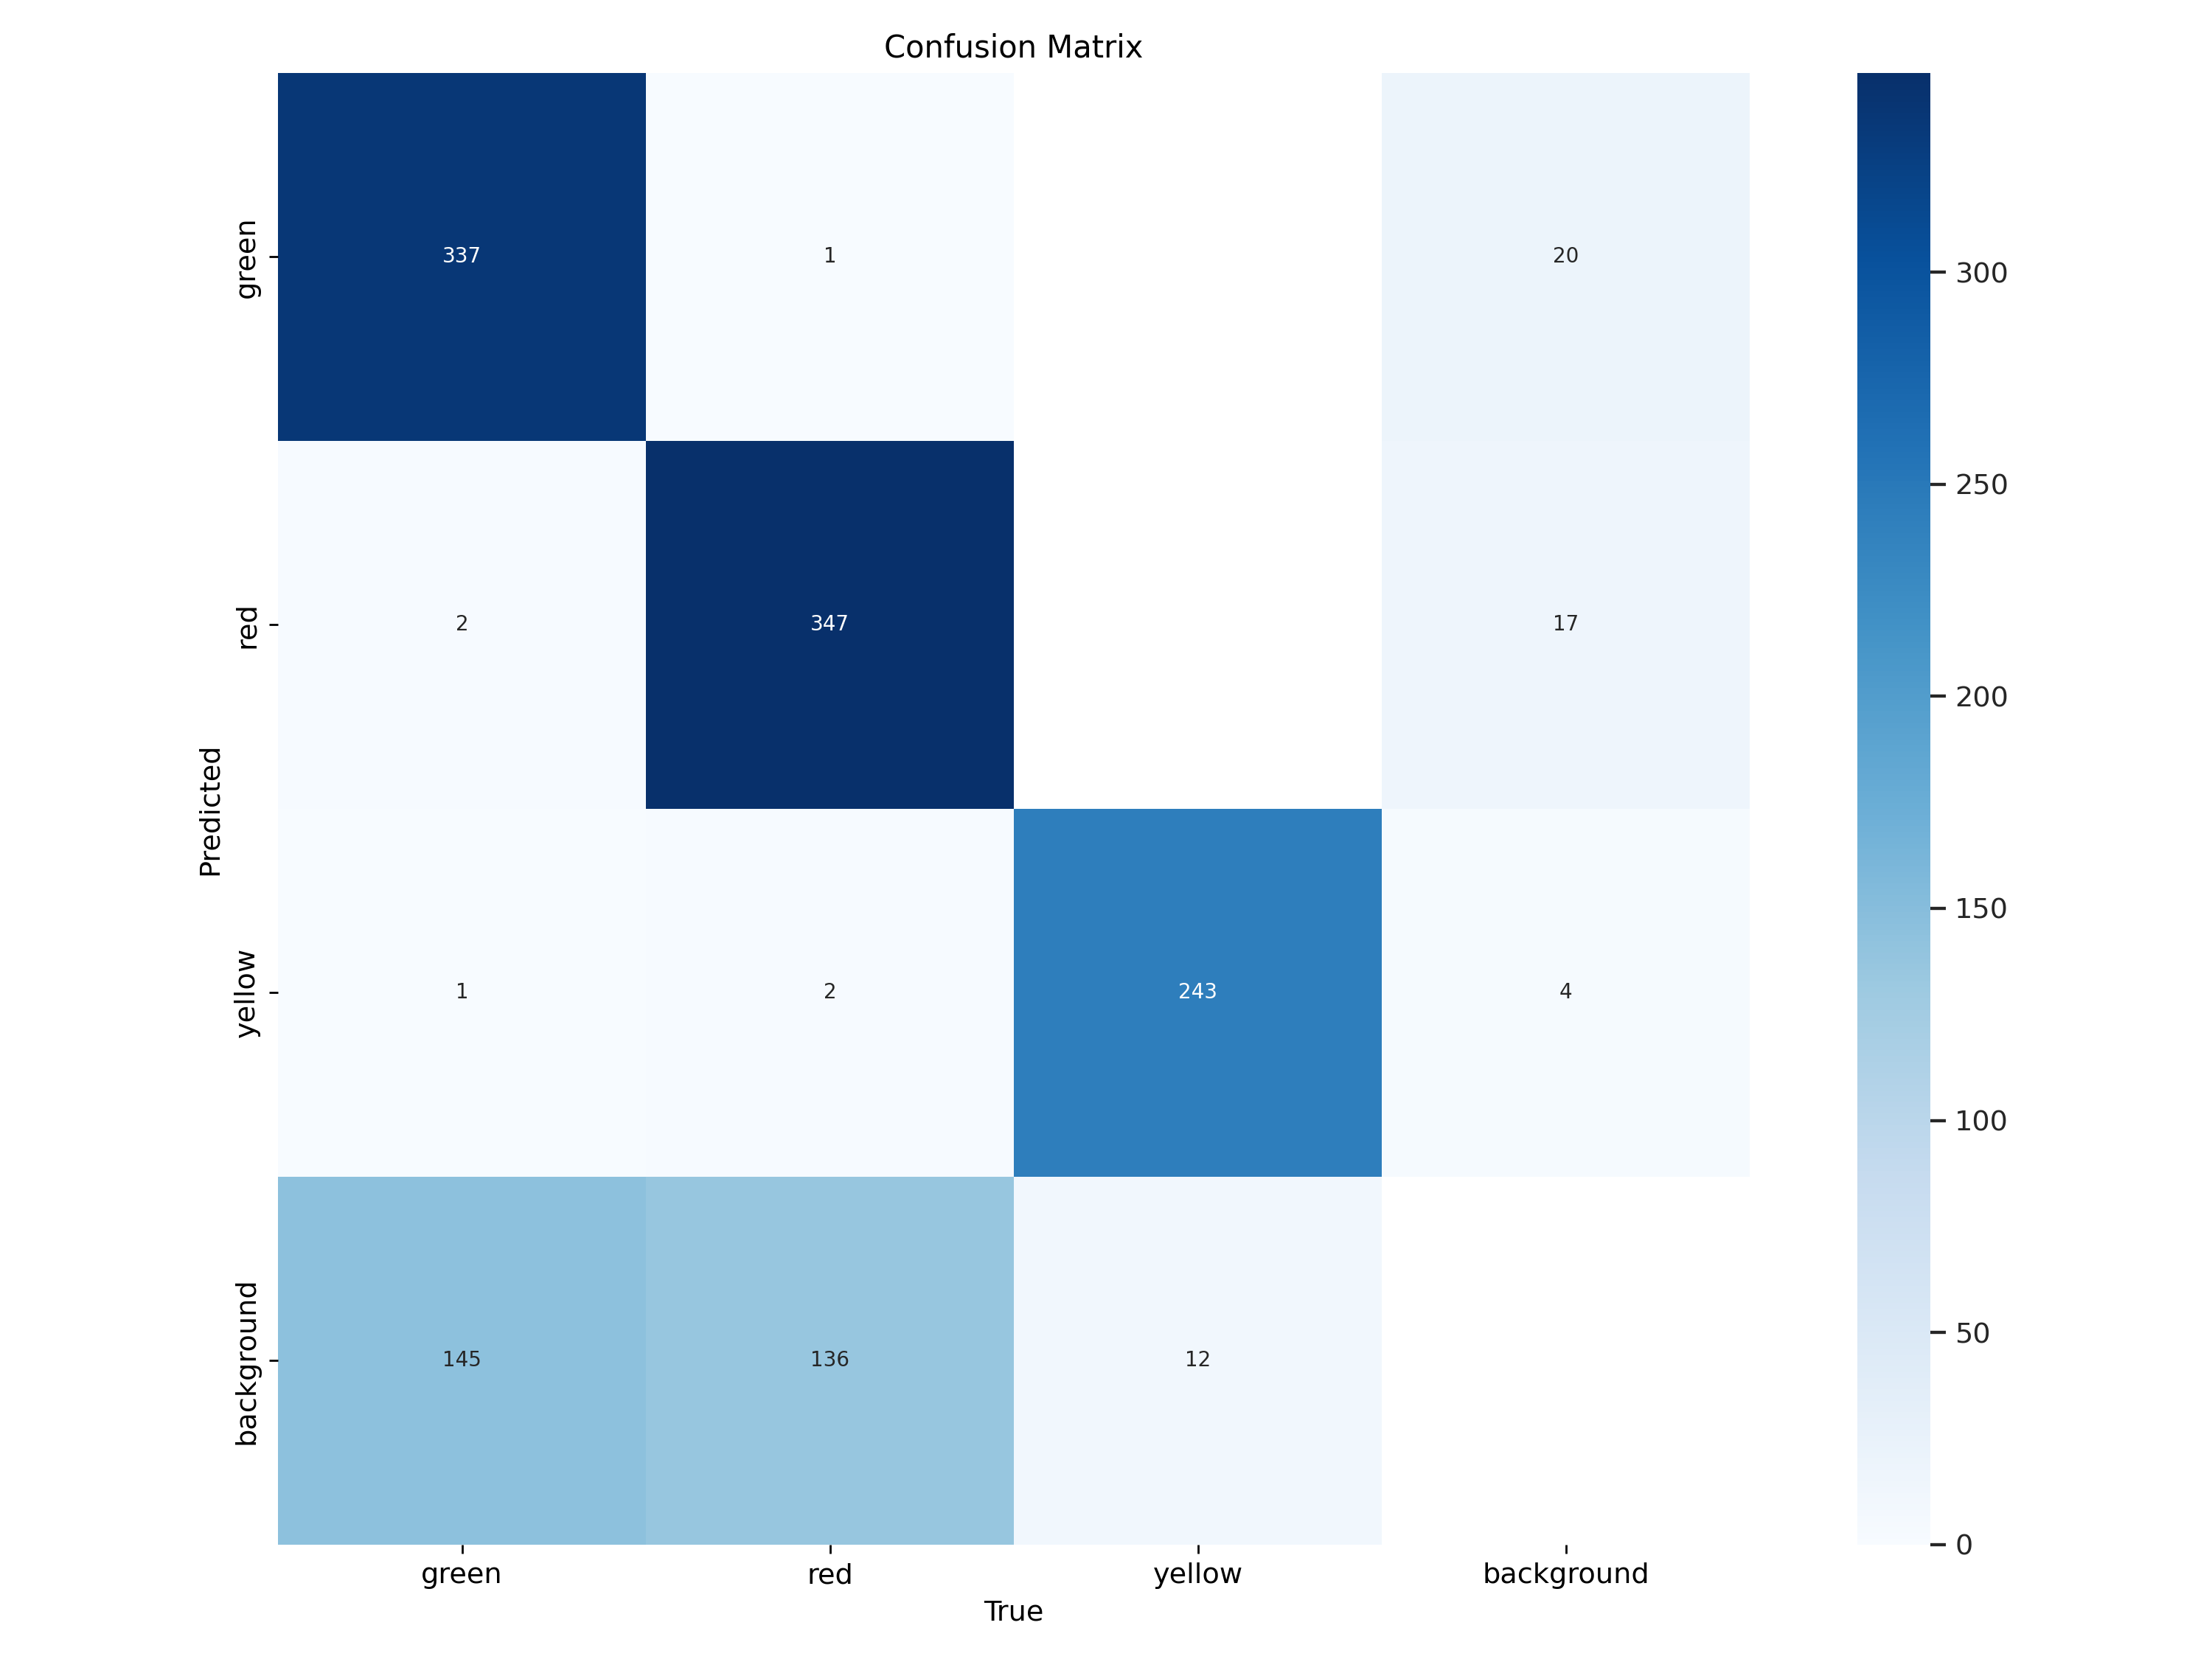 Confusion Matrix
green
337
1
20
300
250
red
2
347
17
200
Predicted
150
yellow
1
2
243
4
100
50
background
145
136
12
0
green
red
yellow
background
True